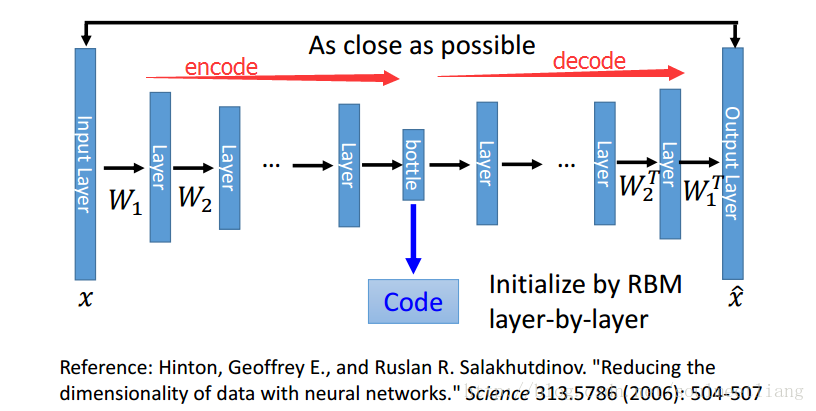 As close as possible
encode
decode
Input Layer
Layer
Layer
...
Layer
bottle
Layer
...
Layer
Layer
Output Layer
W₁
W₂
W₂ᵀ
W₁ᵀ
x
Code
Initialize by RBM
layer-by-layer
x̂
Reference: Hinton, Geoffrey E., and Ruslan R. Salakhutdinov. "Reducing the
dimensionality of data with neural networks." Science 313.5786 (2006): 504-507